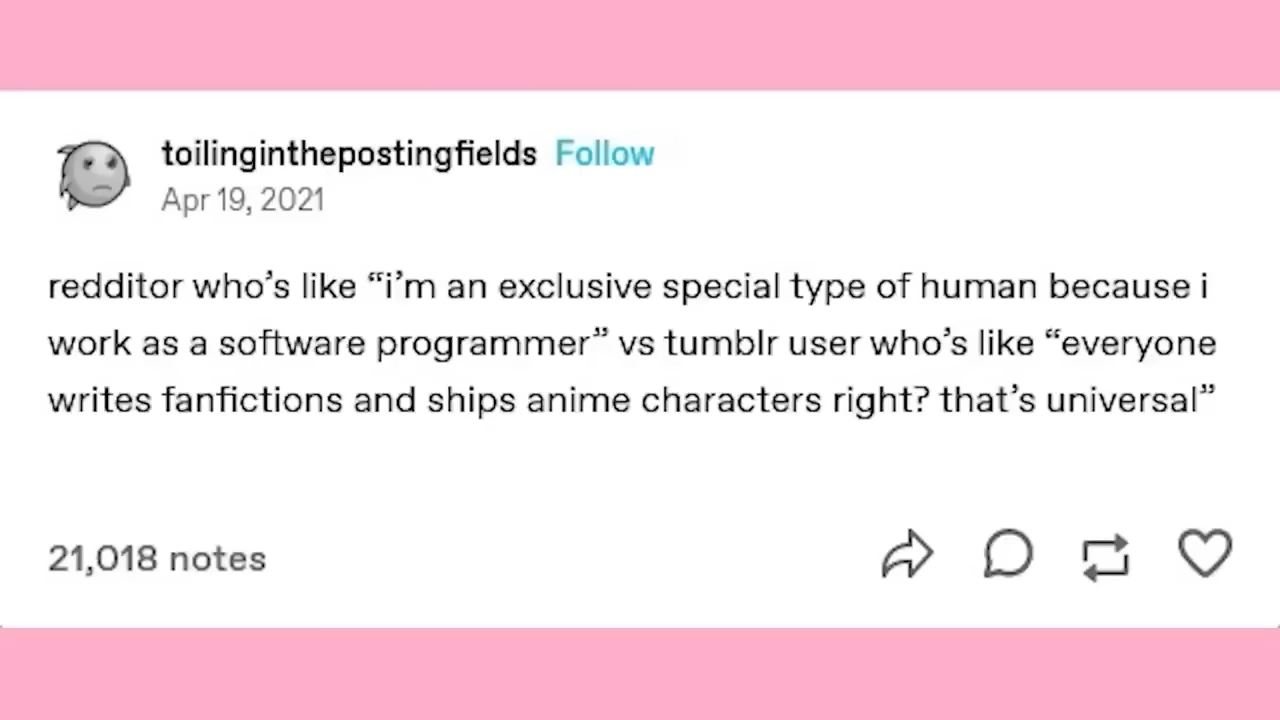 toilinginthepostingfields Follow
Apr 19, 2021
redditor who’s like “i’m an exclusive special type of human because i
work as a software programmer” vs tumblr user who’s like “everyone
writes fanfictions and ships anime characters right? that’s universal”
21,018 notes